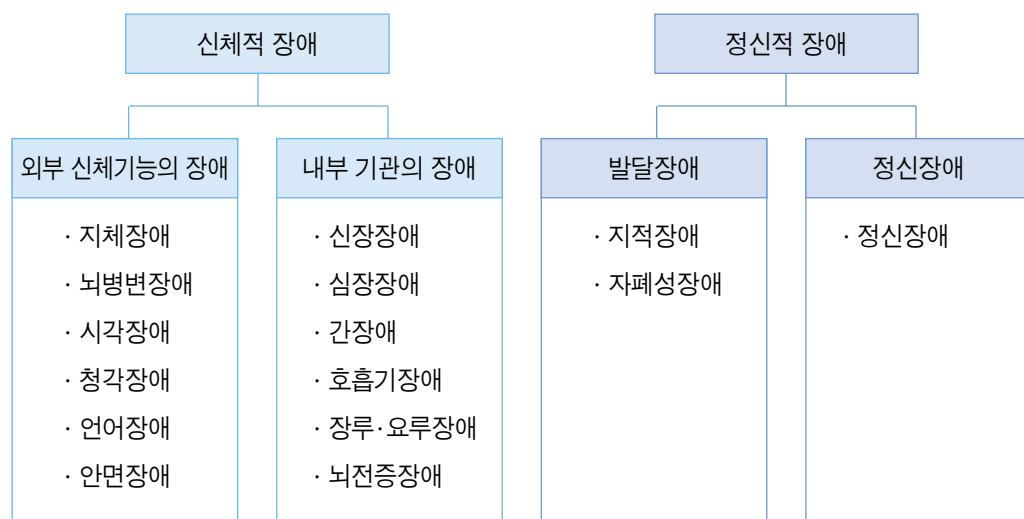 신체적 장애
정신적 장애
외부 신체기능의 장애
내부 기관의 장애
발달장애
정신장애
· 지체장애
· 뇌병변장애
· 시각장애
· 청각장애
· 언어장애
· 안면장애
· 신장장애
· 심장장애
· 간장애
· 호흡기장애
· 장루·요루장애
· 뇌전증장애
· 지적장애
· 자폐성장애
· 정신장애